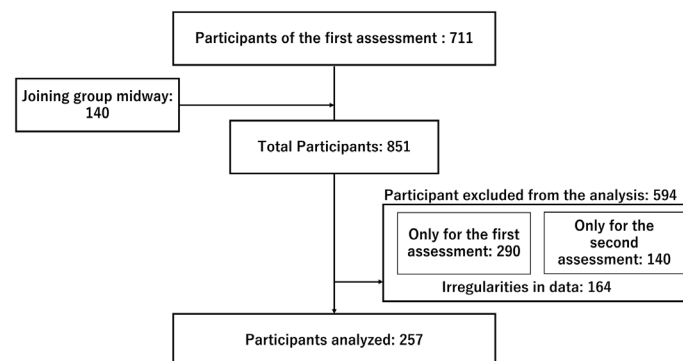 Participants of the first assessment : 711
Joining group midway:
140
Total Participants: 851
Participant excluded from the analysis: 594
Only for the first
assessment: 290
Only for the
second
assessment: 140
Irregularities in data: 164
Participants analyzed: 257